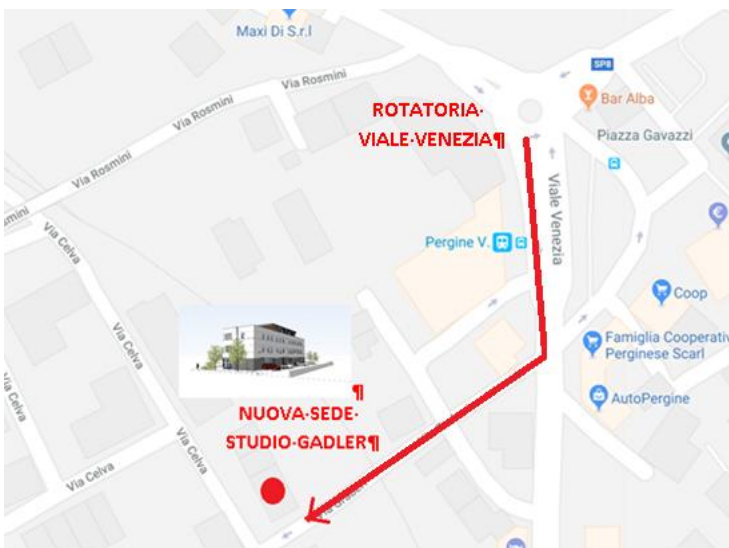 Maxi Di S.r.l
SP8
Via Rosmini
Bar Alba
ROTATORIA·
VIALE·VENEZIA¶
Via Rosmini
Piazza Gavazzi
Via Rosmini
Viale Venezia
Via Celva
Pergine V.
Coop
Via Celva
Famiglia Cooperativ
Perginese Scarl
¶
AutoPergine
NUOVA·SEDE·
STUDIO·GADLER¶
Via Celva
Via Celva
Via Celva